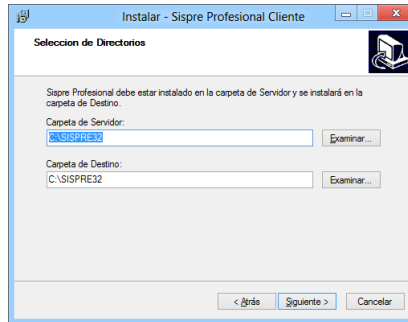 Instalar - Sispre Profesional Cliente
Seleccion de Directorios
Sispre Profesional debe estar instalado en la carpeta de Servidor y se instalará en la
carpeta de Destino.
Carpeta de Servidor:
C:\SISPRE32
Examinar...
Carpeta de Destino:
C:\SISPRE32
Examinar...
< Atrás
Siguiente >
Cancelar